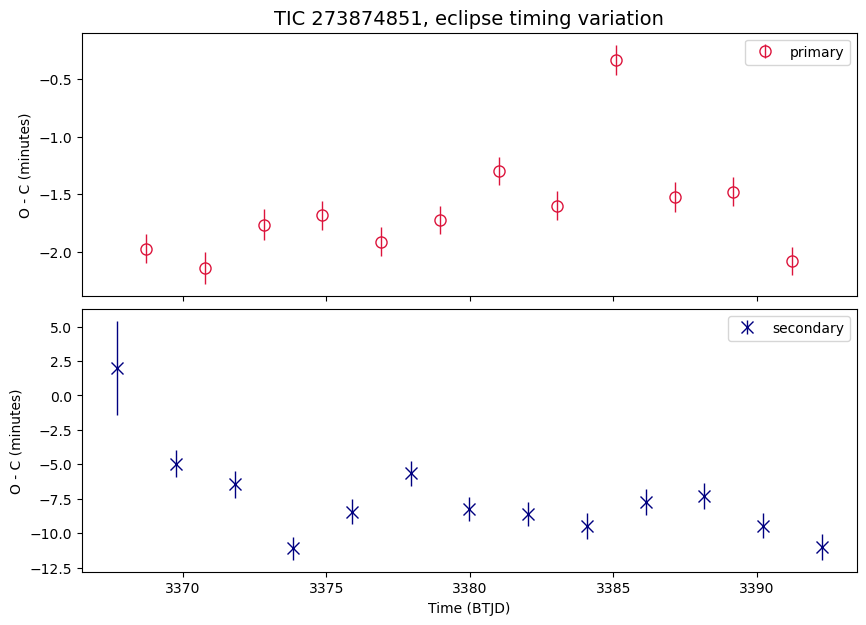 TIC 273874851, eclipse timing variation
primary
−0.5
−1.0
−1.5
−2.0
O - C (minutes)
secondary
5.0
2.5
0.0
−2.5
−5.0
−7.5
−10.0
−12.5
O - C (minutes)
3370 3375 3380 3385 3390
Time (BTJD)